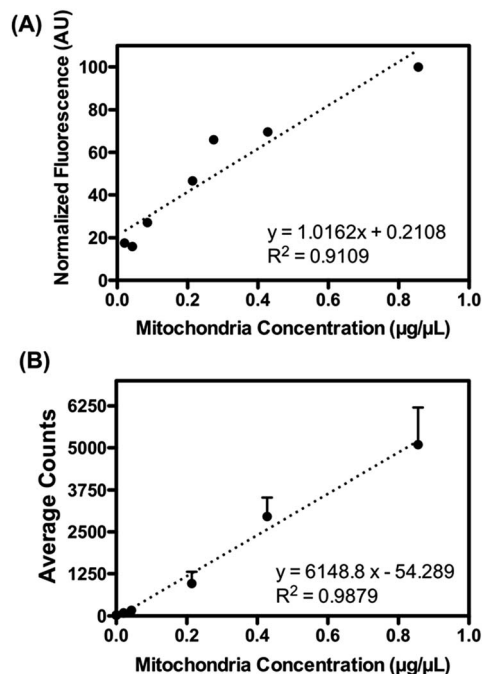 (A)
Normalized Fluorescence (AU)
100
80
60
40
20
0
0.0 0.2 0.4 0.6 0.8 1.0
y = 1.0162x + 0.2108
R² = 0.9109
Mitochondria Concentration (µg/µL)
(B)
Average Counts
6250
5000
3750
2500
1250
0
0.0 0.2 0.4 0.6 0.8 1.0
y = 6148.8 x - 54.289
R² = 0.9879
Mitochondria Concentration (µg/µL)